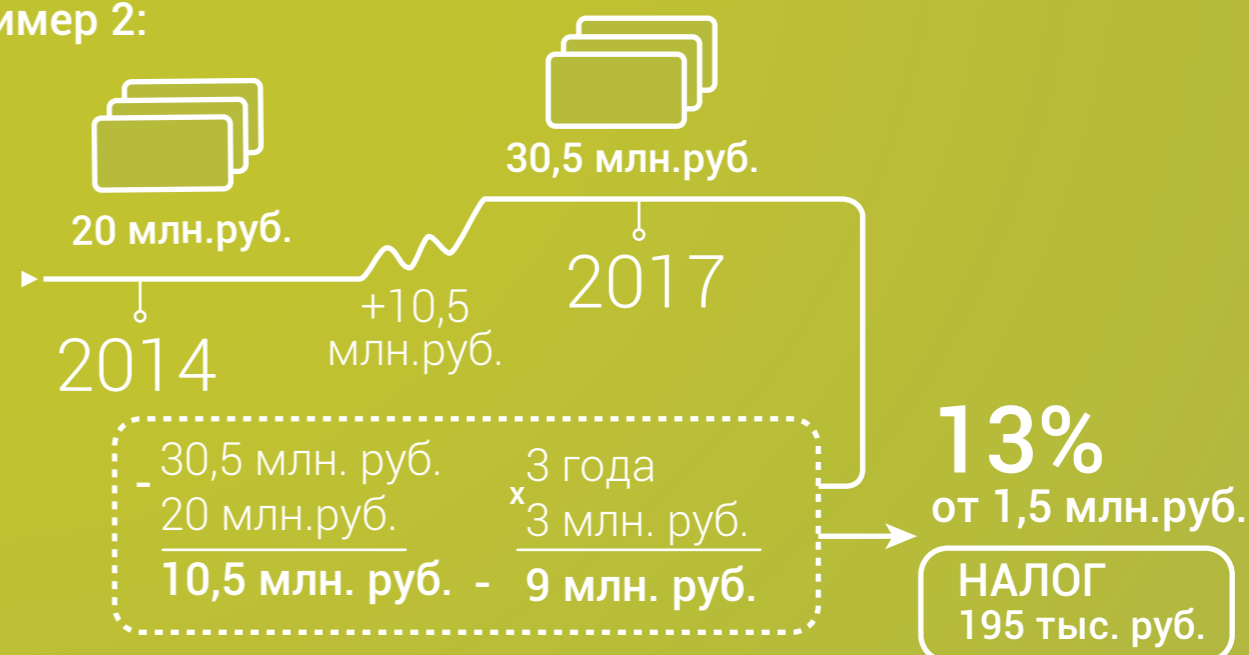 имер 2:
20 млн.руб.
30,5 млн.руб.
2014
+10,5
млн.руб.
2017
- 30,5 млн. руб.
20 млн.руб.
10,5 млн. руб. -
x 3 года
3 млн. руб.
9 млн. руб.
13%
от 1,5 млн.руб.
НАЛОГ
195 тыс. руб.